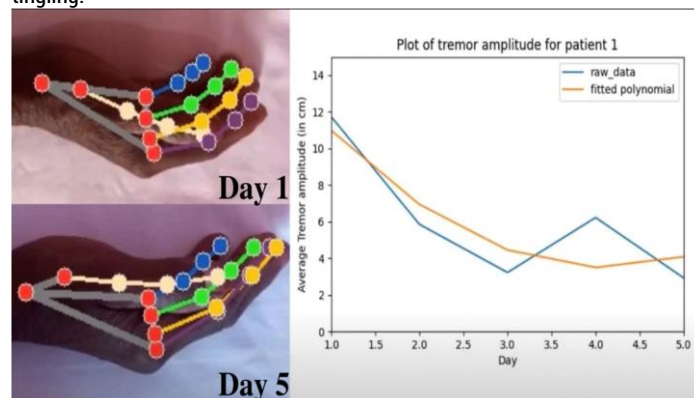 tingling.
Day 1
Day 5
Plot of tremor amplitude for patient 1
raw_data
fitted polynomial
Average Tremor amplitude (in cm)
14
12
10
8
6
4
2
0
1.0 1.5 2.0 2.5 3.0 3.5 4.0 4.5 5.0
Day